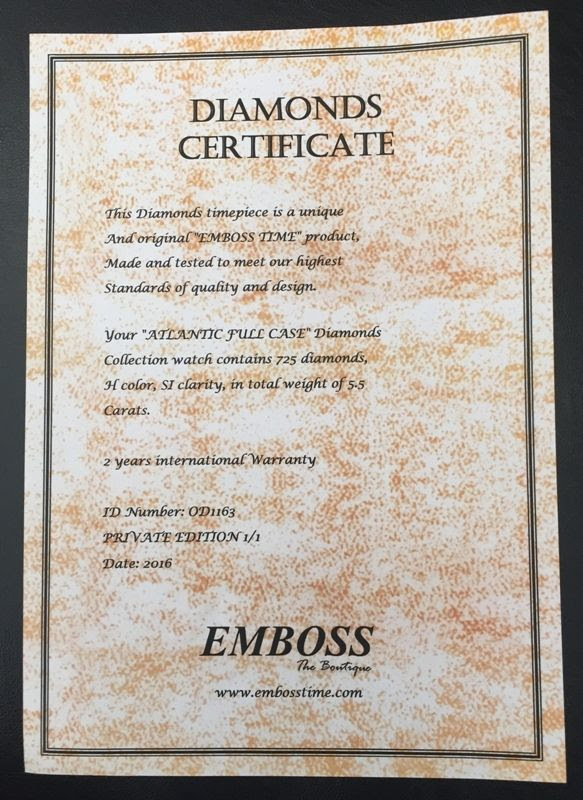 DIAMONDS
CERTIFICATE
This Diamonds timepiece is a unique
And original "EMBOSS TIME" product,
Made and tested to meet our highest
Standards of quality and design.
Your "ATLANTIC FULL CASE" Diamonds
Collection watch contains 725 diamonds,
H color, SI clarity, in total weight of 5.5
Carats.
2 years international Warranty
ID Number: OD1163
PRIVATE EDITION 1/1
Date: 2016
EMBOSS
The Boutique
www.embosstime.com